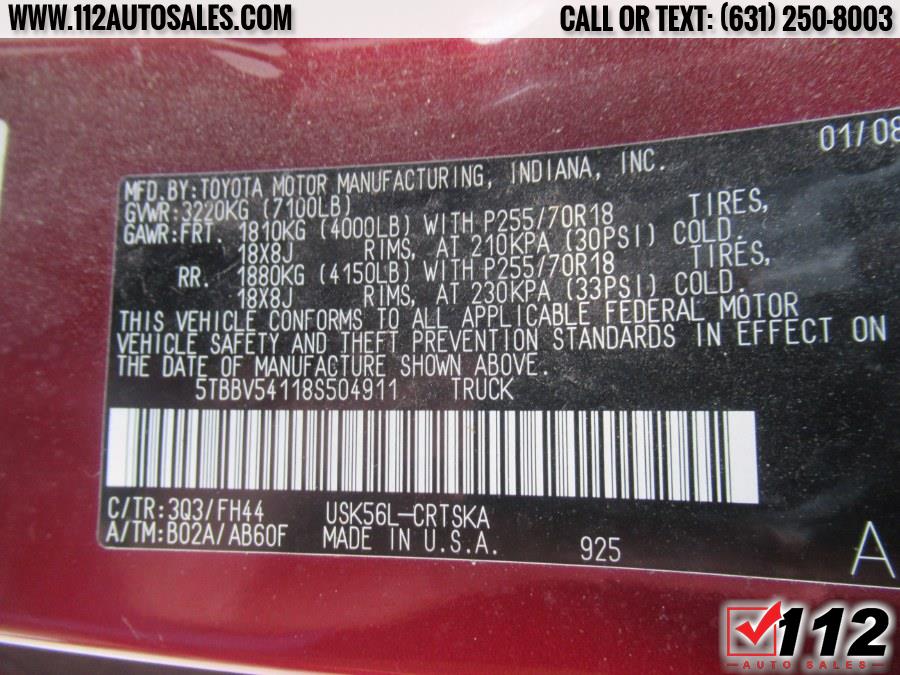 WWW.112AUTOSALES.COM
CALL OR TEXT: (631) 250-8003
01/08
MFD.BY:TOYOTA MOTOR MANUFACTURING, INDIANA, INC.
GVWR:3220KG (7100LB)
GAWR:FRT. 1810KG (4000LB) WITH P255/70R18 TIRES,
18X8J RIMS, AT 210KPA (30PSI) COLD.
RR. 1880KG (4150LB) WITH P255/70R18 TIRES,
18X8J RIMS, AT 230KPA (33PSI) COLD.
THIS VEHICLE CONFORMS TO ALL APPLICABLE FEDERAL MOTOR
VEHICLE SAFETY AND THEFT PREVENTION STANDARDS IN EFFECT ON
THE DATE OF MANUFACTURE SHOWN ABOVE.
5TBBV54118S504911 TRUCK
C/TR:3Q3/FH44 USK56L-CRTSKA
A/TM:B02A/AB60F MADE IN U.S.A. 925 A
112
AUTO SALES